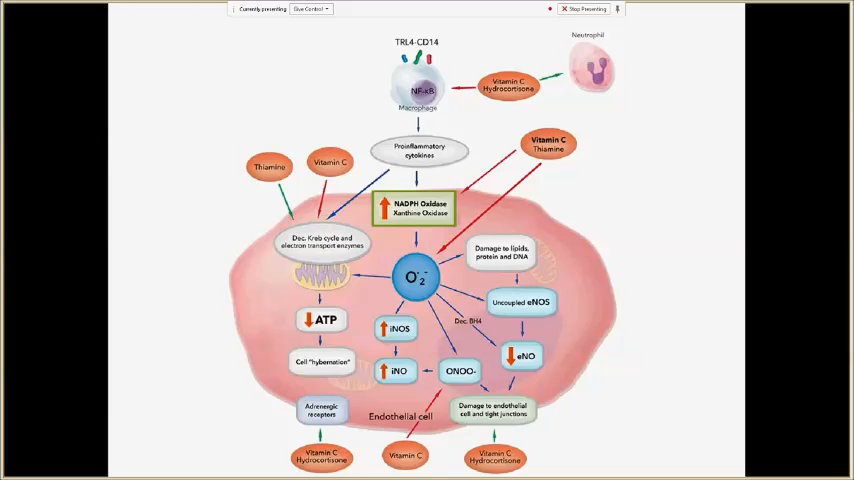 Currently presenting
Give Control
Stop Presenting
TRL4-CD14
Neutrophil
NF-κB
Macrophage
Vitamin C
Hydrocortisone
Proinflammatory
cytokines
Vitamin C
Thiamine
Thiamine
Vitamin C
NADPH Oxidase
Xanthine Oxidase
Dec. Kreb cycle and
electron transport enzymes
Damage to lipids,
protein and DNA
O2·-
Uncoupled eNOS
ATP
iNOS
Dec. BH4
eNO
Cell "hybernation"
iNO
ONOO-
Adrenergic
receptors
Endothelial cell
Damage to endothelial
cell and tight junctions
Vitamin C
Hydrocortisone
Vitamin C
Vitamin C
Hydrocortisone